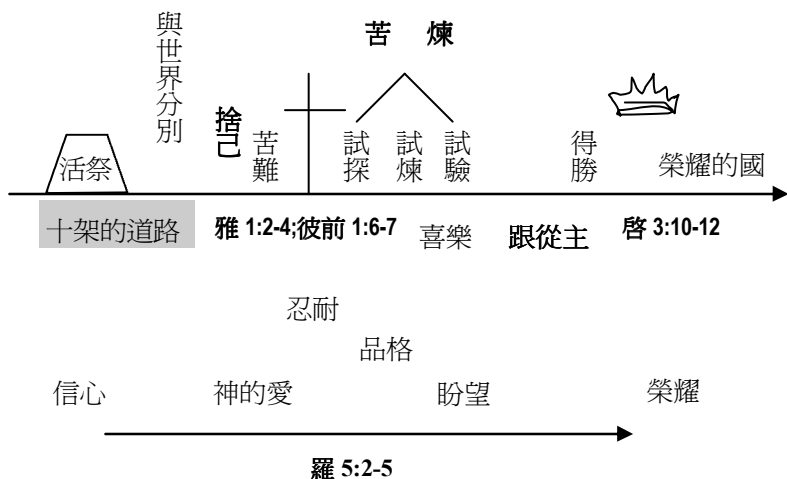 與世界分別
苦 煉
捨己
苦難
試探
試煉
試驗
得勝
活祭
榮耀的國
十架的道路
雅 1:2-4;彼前 1:6-7
喜樂
跟從主
啓 3:10-12
忍耐
品格
信心
神的愛
盼望
榮耀
羅 5:2-5